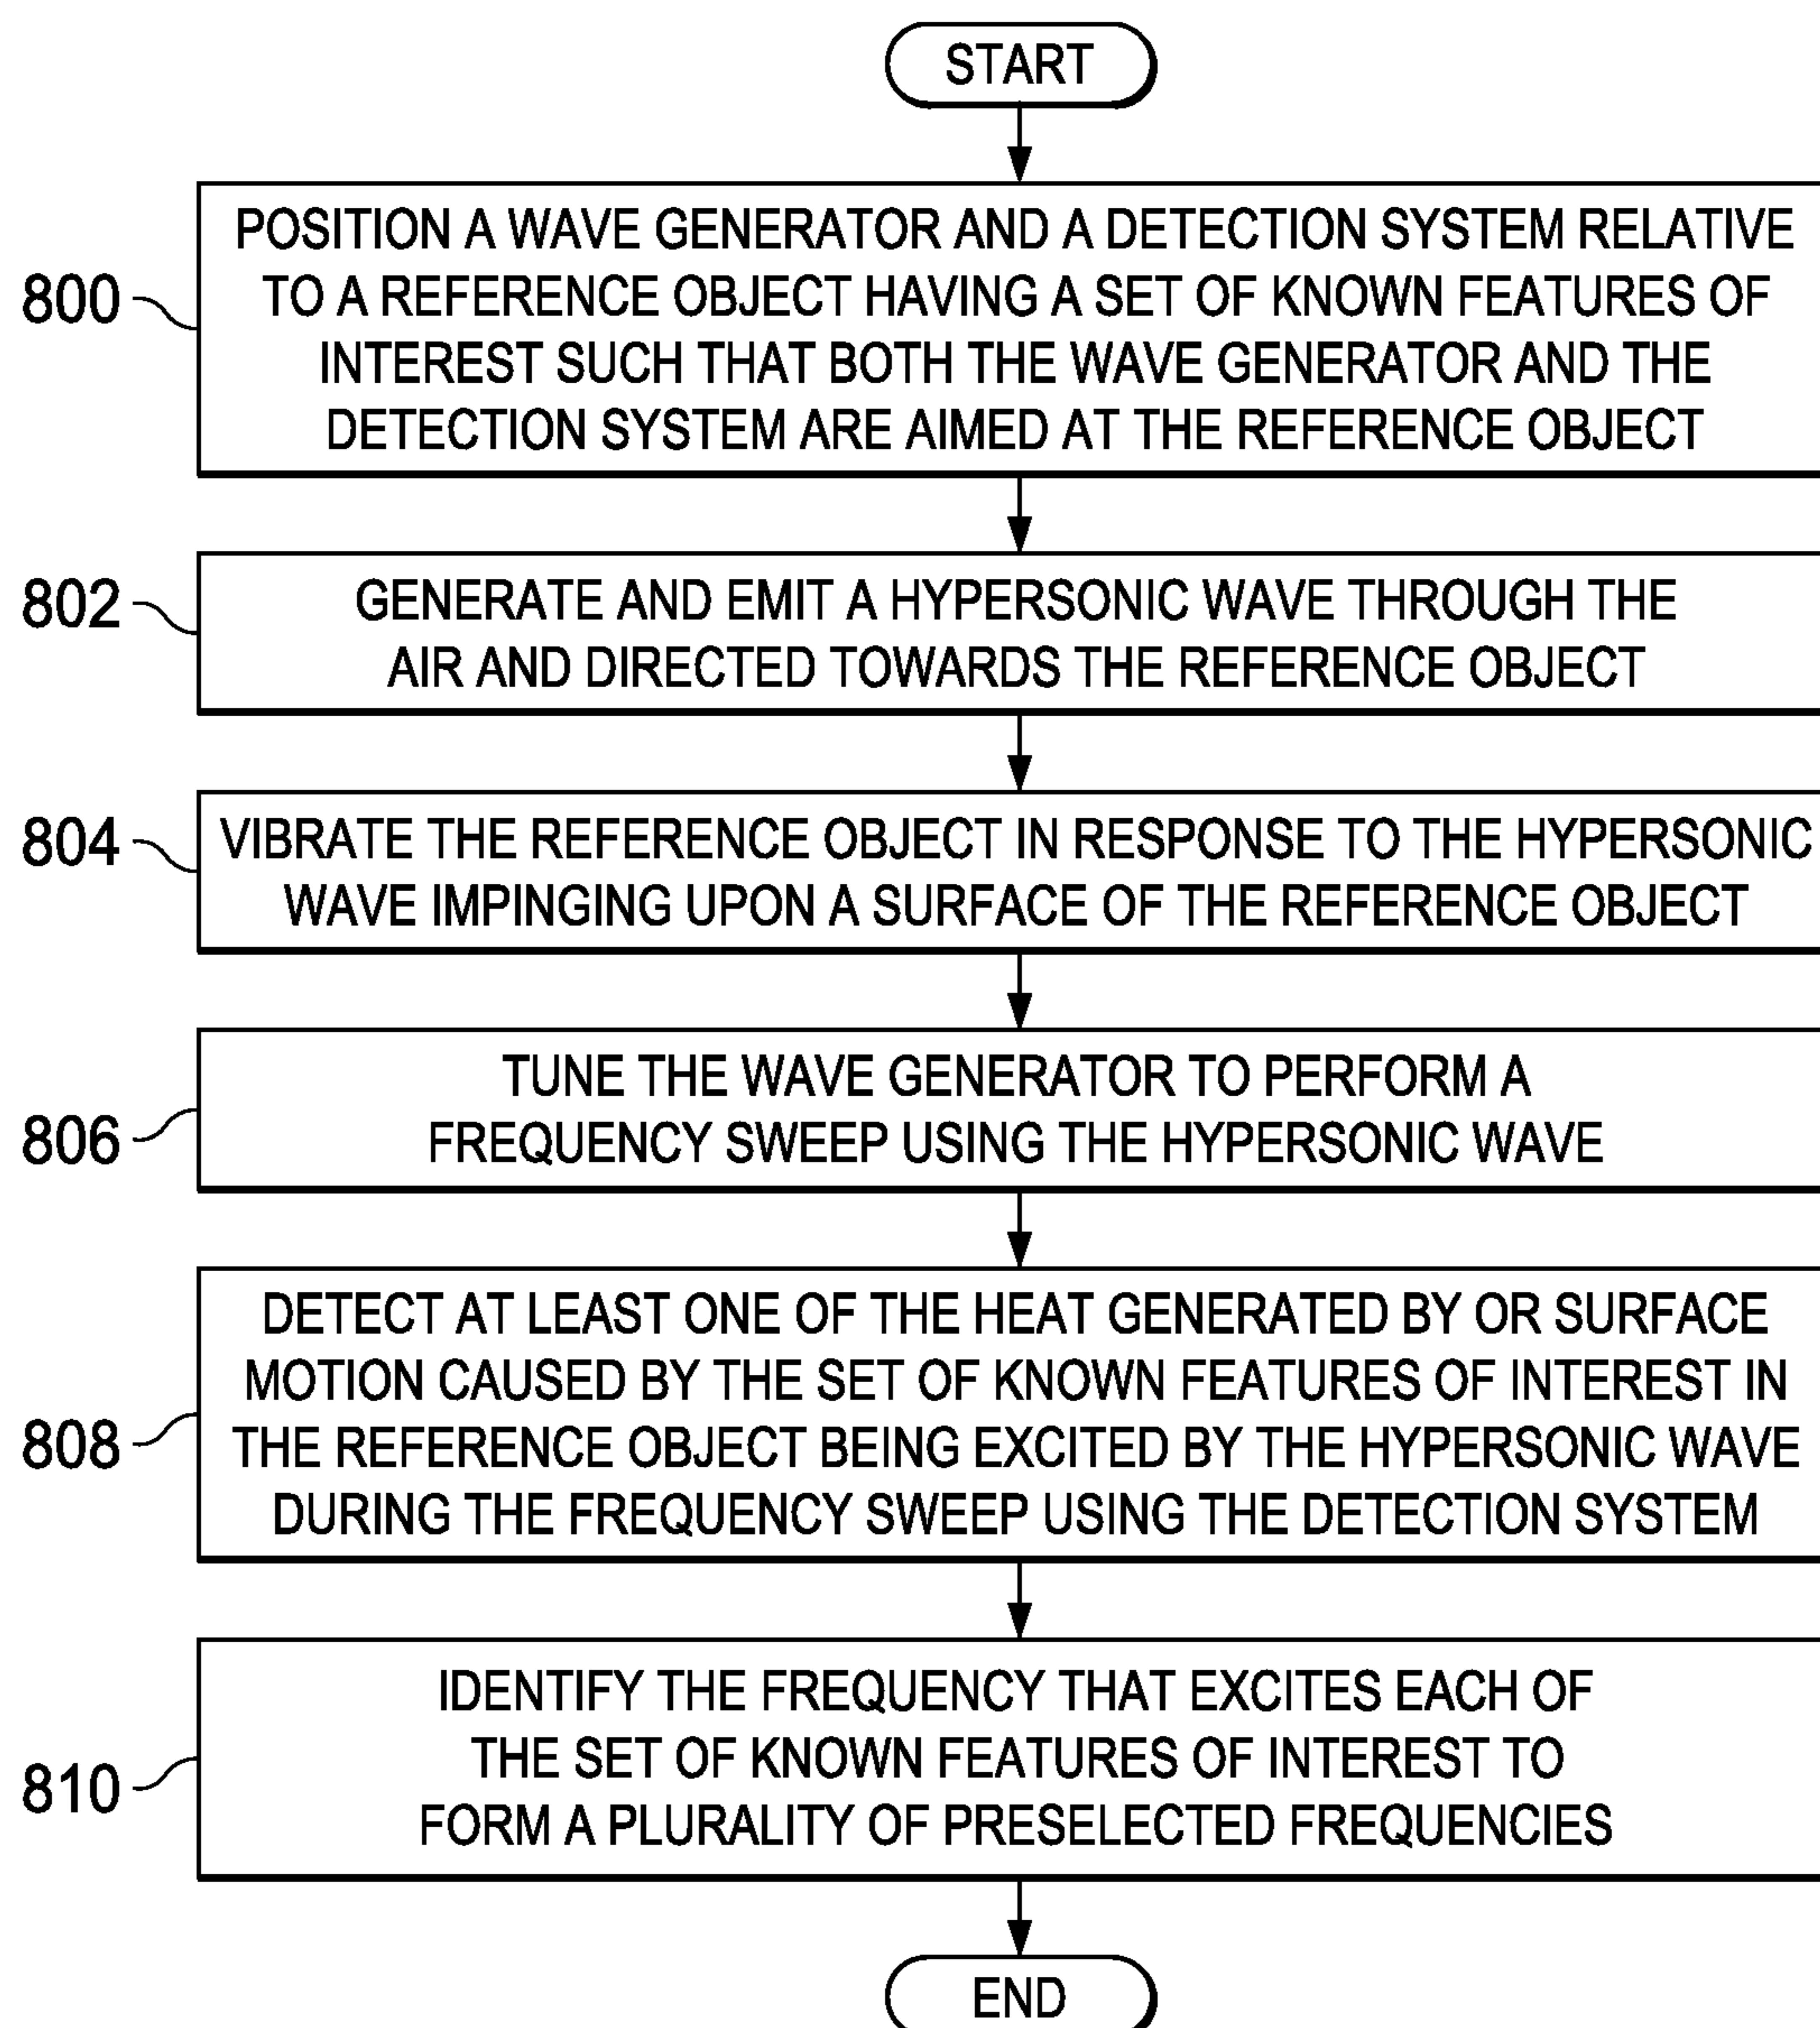 START
800
POSITION A WAVE GENERATOR AND A DETECTION SYSTEM RELATIVE
TO A REFERENCE OBJECT HAVING A SET OF KNOWN FEATURES OF
INTEREST SUCH THAT BOTH THE WAVE GENERATOR AND THE
DETECTION SYSTEM ARE AIMED AT THE REFERENCE OBJECT
802
GENERATE AND EMIT A HYPERSONIC WAVE THROUGH THE
AIR AND DIRECTED TOWARDS THE REFERENCE OBJECT
804
VIBRATE THE REFERENCE OBJECT IN RESPONSE TO THE HYPERSONIC
WAVE IMPINGING UPON A SURFACE OF THE REFERENCE OBJECT
806
TUNE THE WAVE GENERATOR TO PERFORM A
FREQUENCY SWEEP USING THE HYPERSONIC WAVE
808
DETECT AT LEAST ONE OF THE HEAT GENERATED BY OR SURFACE
MOTION CAUSED BY THE SET OF KNOWN FEATURES OF INTEREST IN
THE REFERENCE OBJECT BEING EXCITED BY THE HYPERSONIC WAVE
DURING THE FREQUENCY SWEEP USING THE DETECTION SYSTEM
810
IDENTIFY THE FREQUENCY THAT EXCITES EACH OF
THE SET OF KNOWN FEATURES OF INTEREST TO
FORM A PLURALITY OF PRESELECTED FREQUENCIES
END